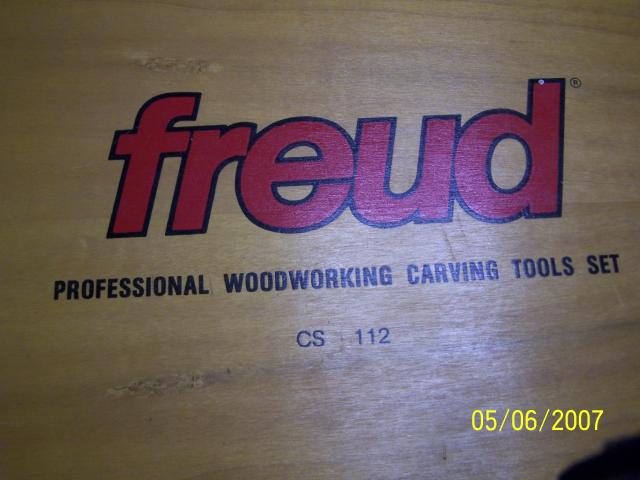 freud®
PROFESSIONAL WOODWORKING CARVING TOOLS SET
CS 112
05/06/2007